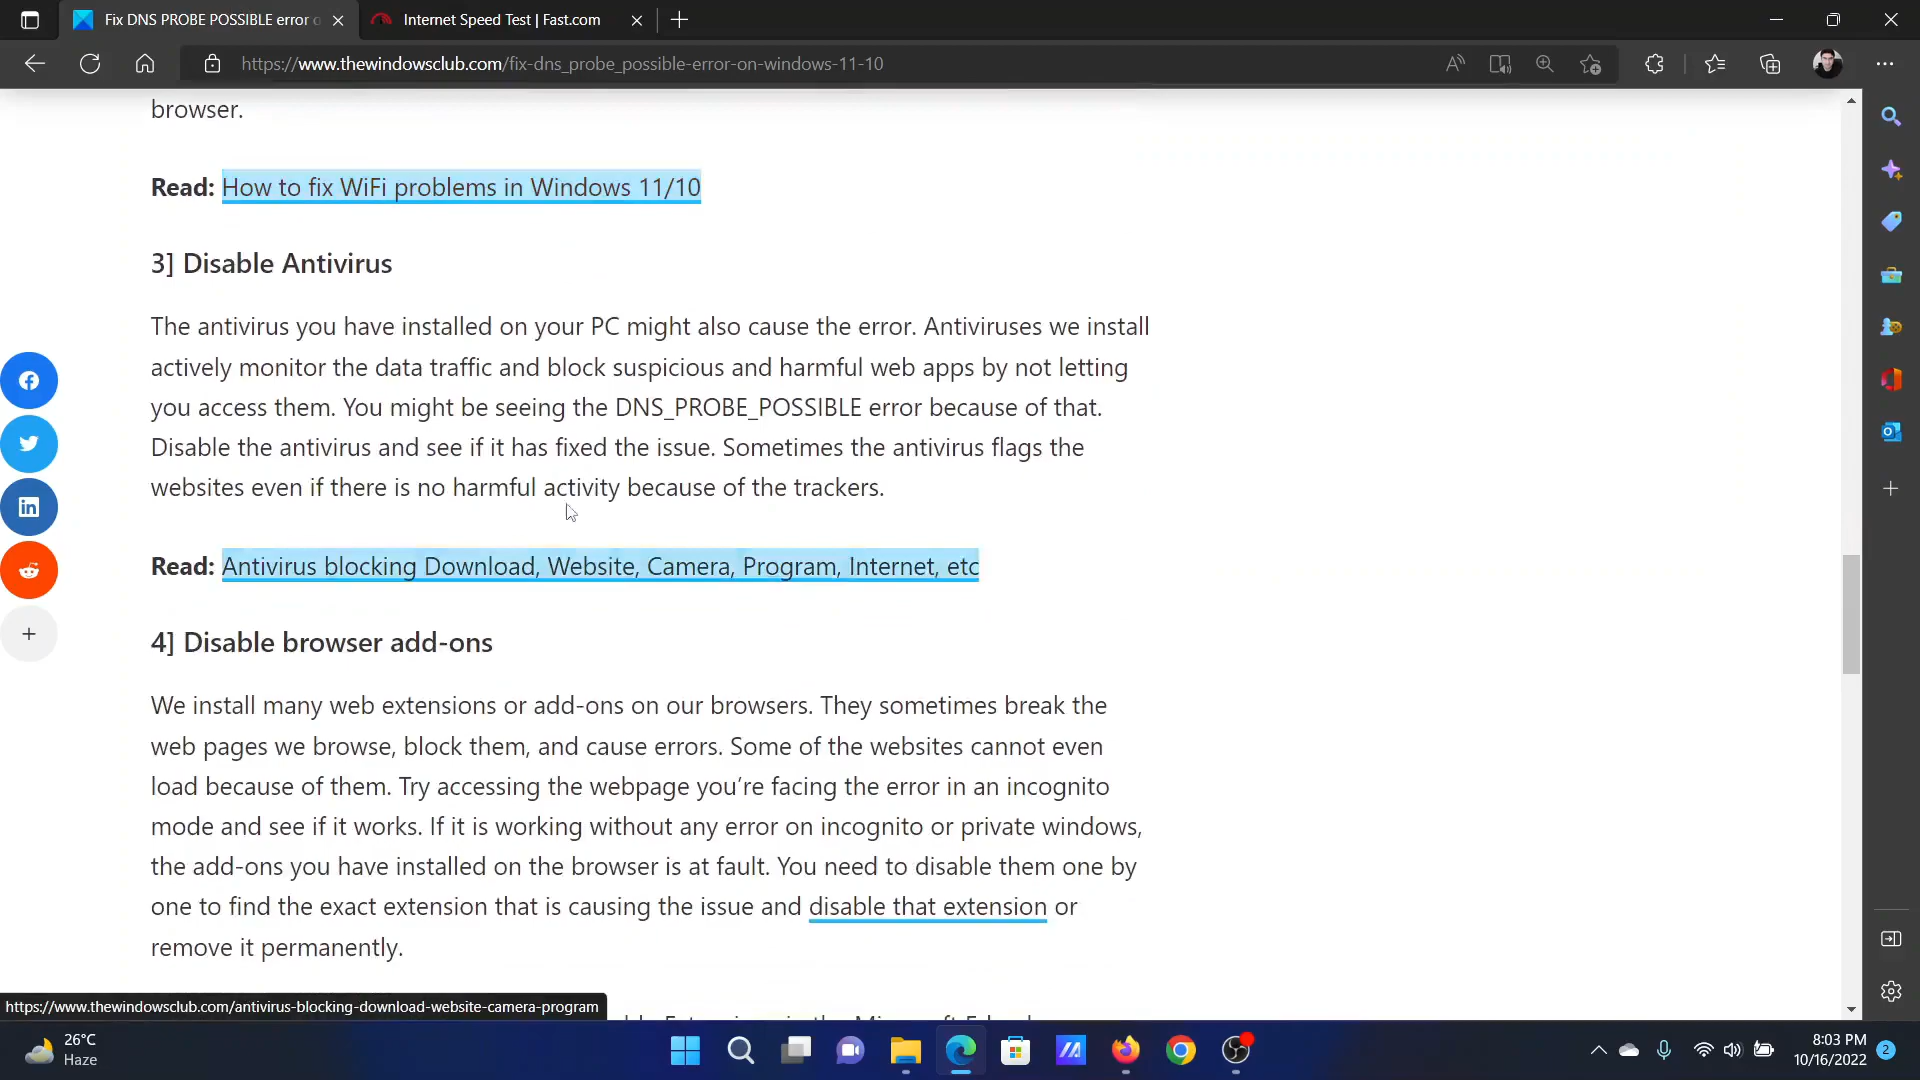 Fix DNS PROBE POSSIBLE error o
Internet Speed Test | Fast.com
https://www.thewindowsclub.com/fix-dns_probe_possible-error-on-windows-11-10
browser.
Read: How to fix WiFi problems in Windows 11/10
3] Disable Antivirus
The antivirus you have installed on your PC might also cause the error. Antiviruses we install
actively monitor the data traffic and block suspicious and harmful web apps by not letting
you access them. You might be seeing the DNS_PROBE_POSSIBLE error because of that.
Disable the antivirus and see if it has fixed the issue. Sometimes the antivirus flags the
websites even if there is no harmful activity because of the trackers.
Read: Antivirus blocking Download, Website, Camera, Program, Internet, etc
4] Disable browser add-ons
We install many web extensions or add-ons on our browsers. They sometimes break the
web pages we browse, block them, and cause errors. Some of the websites cannot even
load because of them. Try accessing the webpage you’re facing the error in an incognito
mode and see if it works. If it is working without any error on incognito or private windows,
the add-ons you have installed on the browser is at fault. You need to disable them one by
one to find the exact extension that is causing the issue and disable that extension or
remove it permanently.
https://www.thewindowsclub.com/antivirus-blocking-download-website-camera-program
26°C
Haze
8:03 PM
10/16/2022
2